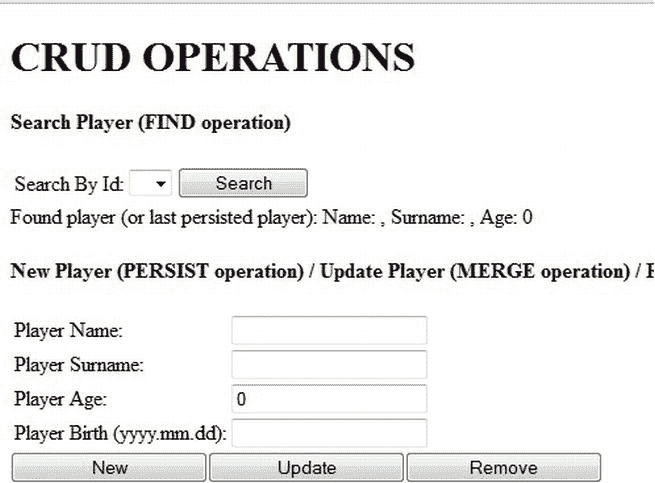 CRUD OPERATIONS
Search Player (FIND operation)
Search By Id: Search
Found player (or last persisted player): Name: , Surname: , Age: 0
New Player (PERSIST operation) / Update Player (MERGE operation) /
Player Name:
Player Surname:
Player Age: 0
Player Birth (yyyy.mm.dd):
New Update Remove